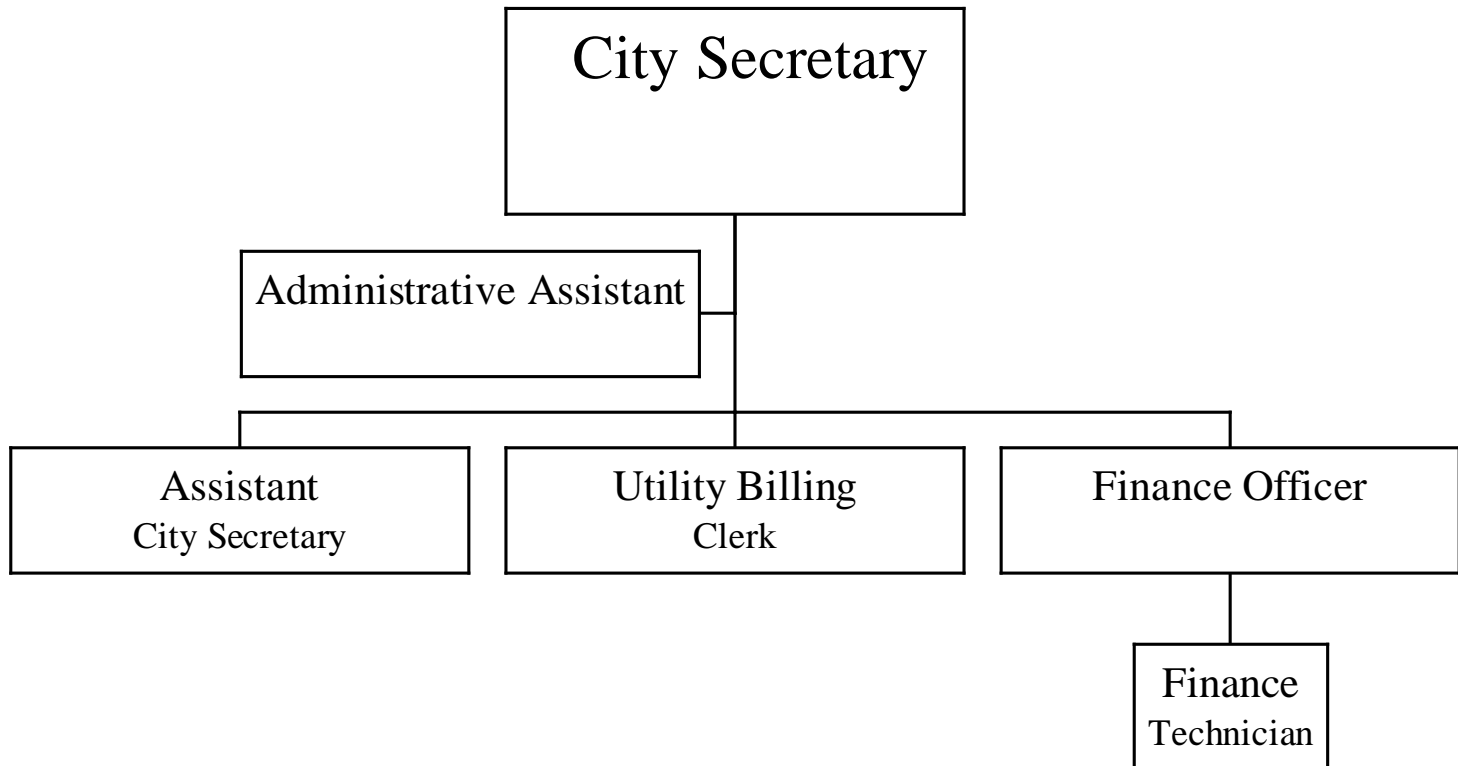 City Secretary
Administrative Assistant
Assistant
City Secretary
Utility Billing
Clerk
Finance Officer
Finance
Technician